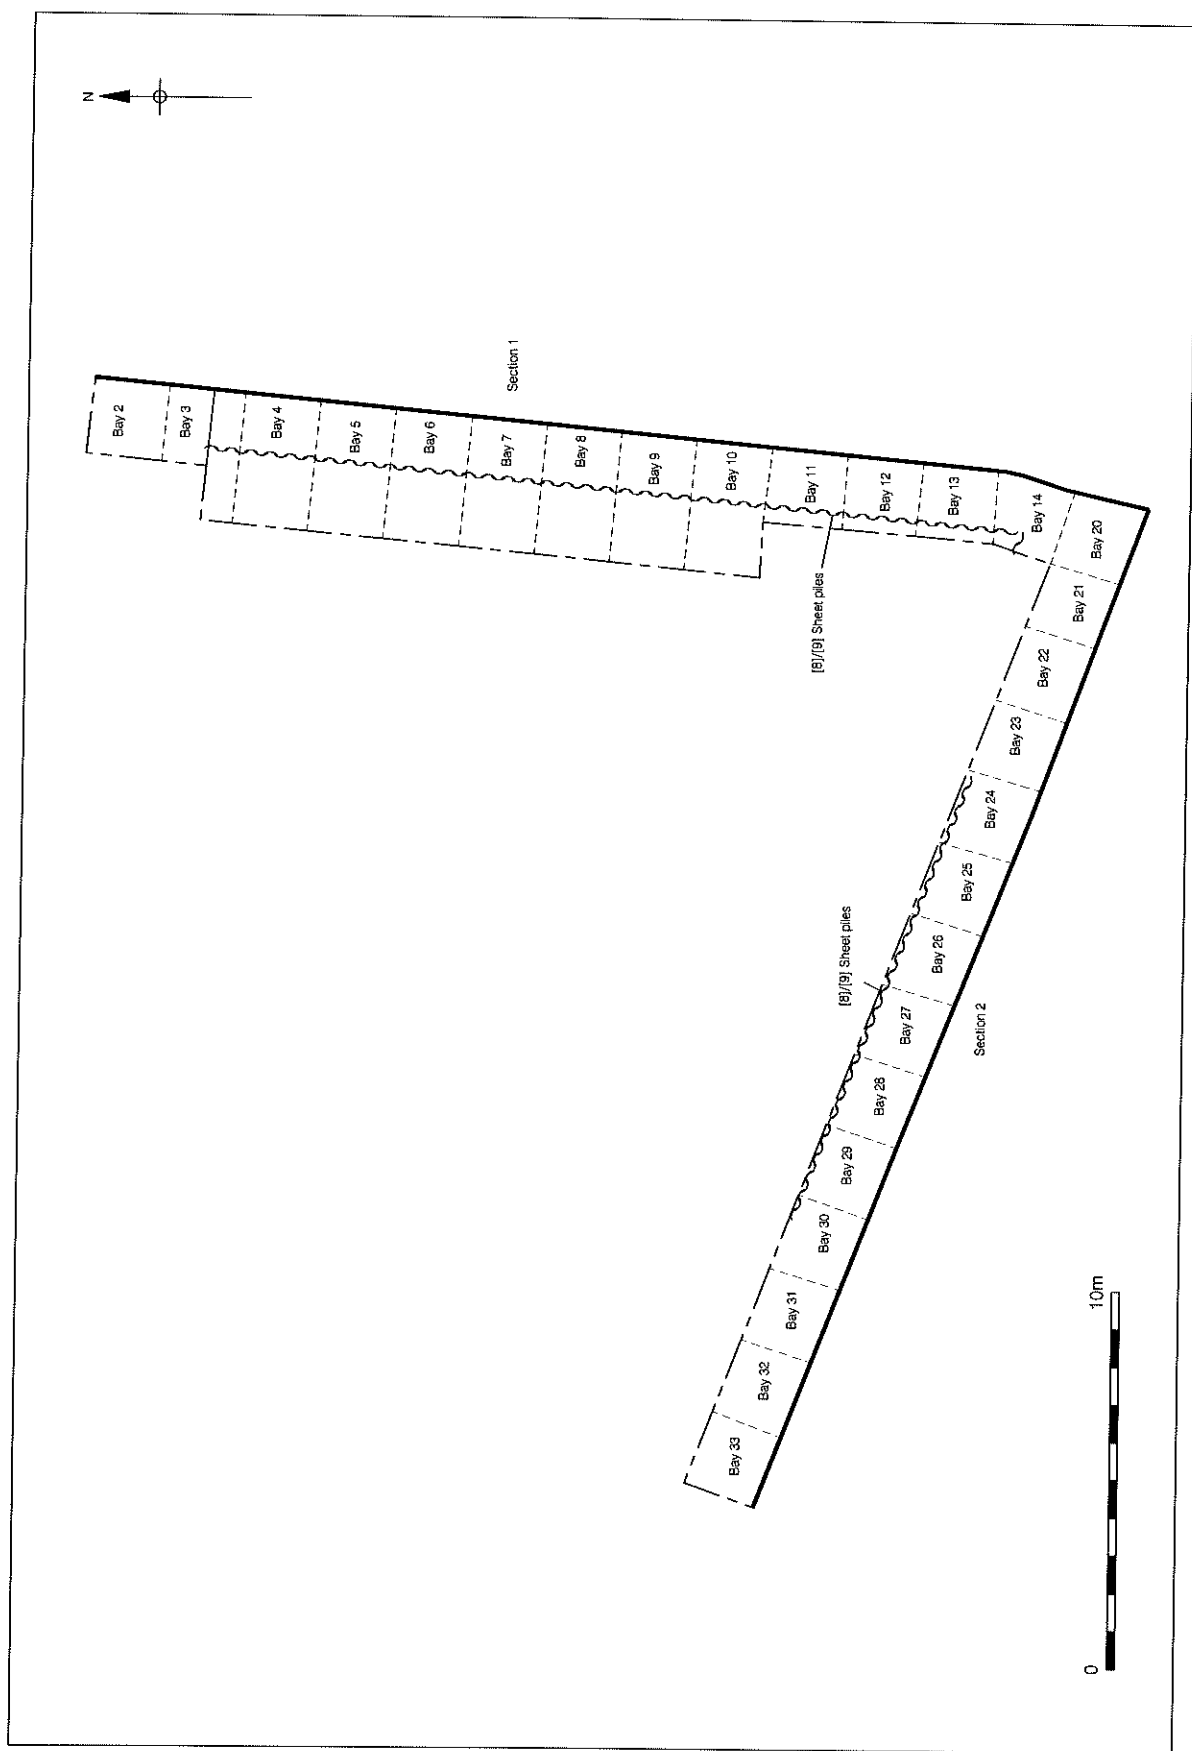 N
Section 1
Bay 2
Bay 3
Bay 4
Bay 5
Bay 6
Bay 7
Bay 8
Bay 9
Bay 10
Bay 11
Bay 12
Bay 13
Bay 14
Bay 20
Bay 21
Bay 22
Bay 23
Bay 24
Bay 25
Bay 26
Bay 27
Bay 28
Bay 29
Bay 30
Bay 31
Bay 32
Bay 33
[8]/[9] Sheet piles
[8]/[9] Sheet piles
Section 2
0
10m